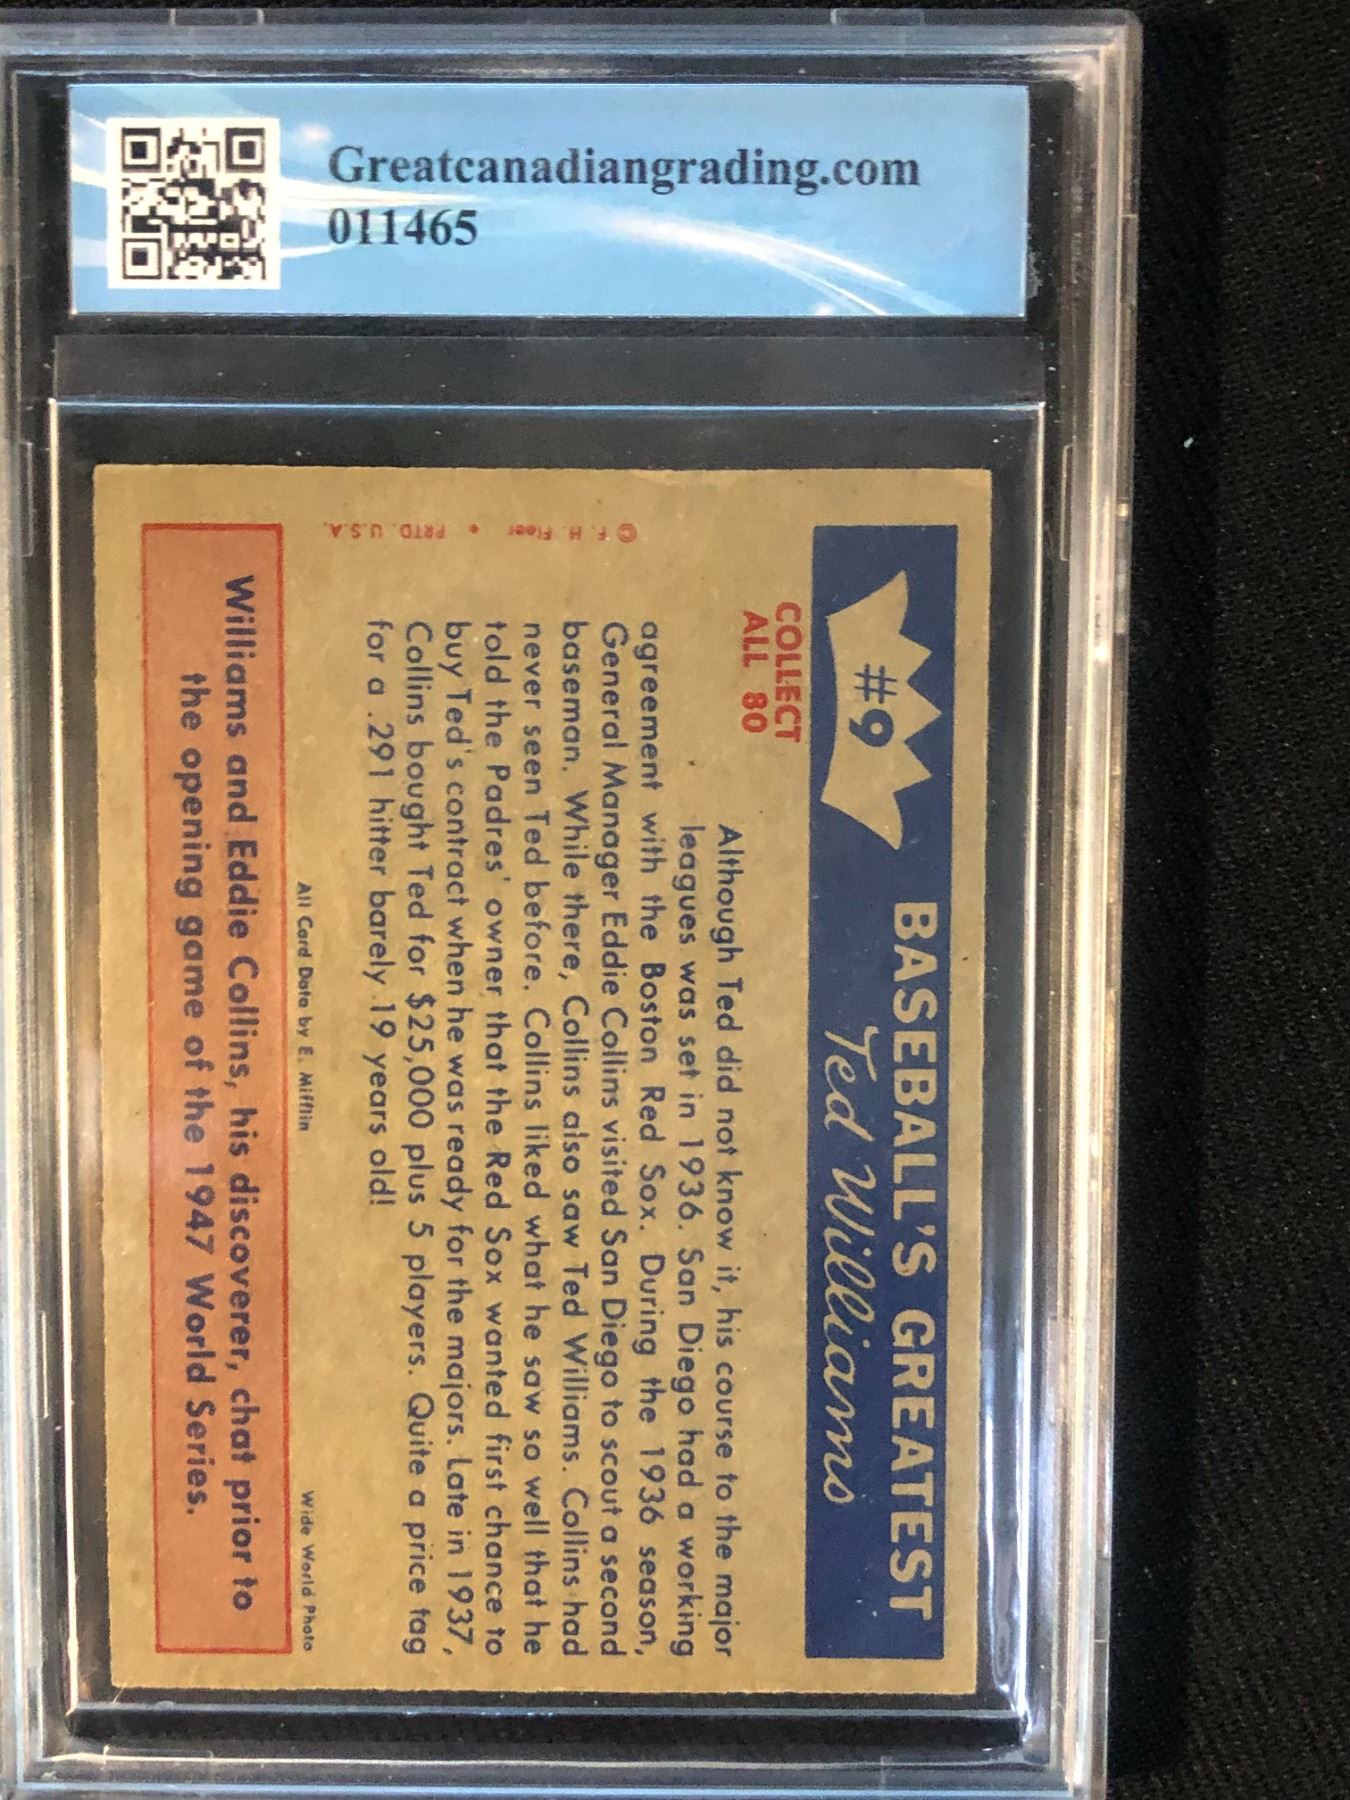 Greatcanadiangrading.com
011465
#9
BASEBALL'S GREATEST
Ted Williams
COLLECT
ALL 80
Although Ted did not know it, his course to the major
leagues was set in 1936. San Diego had a working
agreement with the Boston Red Sox. During the 1936 season,
General Manager Eddie Collins visited San Diego to scout a second
baseman. While there, Collins also saw Ted Williams. Collins had
never seen Ted before. Collins liked what he saw so well that he
told the Padres' owner that the Red Sox wanted first chance to
buy Ted's contract when he was ready for the majors. Late in 1937,
Collins bought Ted for $25,000 plus 5 players. Quite a price tag
for a .291 hitter barely 19 years old!
All Card Data by E. Mifflin
Wide World Photo
Williams and Eddie Collins, his discoverer, chat prior to
the opening game of the 1947 World Series.
© F. H. Fleer • PRTD. U.S.A.